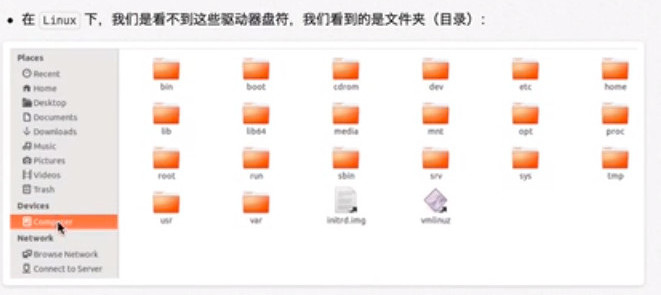 • 在 Linux 下，我们是看不到这些驱动器盘符，我们看到的是文件夹（目录）：
Places
Recent
Home
Desktop
Documents
Downloads
Music
Pictures
Videos
Trash
Devices
Computer
Network
Browse Network
Connect to Server
bin boot cdrom dev etc home
lib lib64 media mnt opt proc
root run sbin srv sys tmp
usr var initrd.img vmlinuz